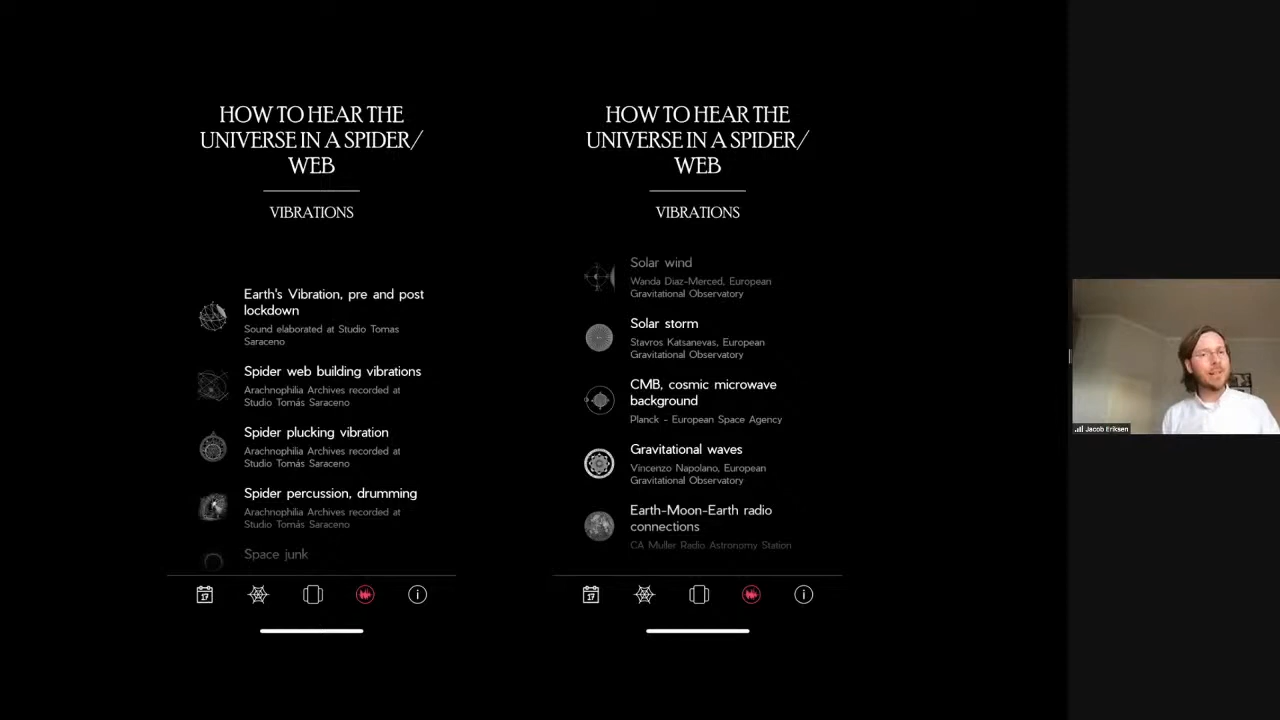 HOW TO HEAR THE
UNIVERSE IN A SPIDER/
WEB
VIBRATIONS
Earth's Vibration, pre and post
lockdown
Sound elaborated at Studio Tomas
Saraceno
Spider web building vibrations
Arachnophilia Archives recorded at
Studio Tomás Saraceno
Spider plucking vibration
Arachnophilia Archives recorded at
Studio Tomás Saraceno
Spider percussion, drumming
Arachnophilia Archives recorded at
Studio Tomás Saraceno
Space junk
17
HOW TO HEAR THE
UNIVERSE IN A SPIDER/
WEB
VIBRATIONS
Solar wind
Wanda Diaz-Merced, European
Gravitational Observatory
Solar storm
Stavros Katsanevas, European
Gravitational Observatory
CMB, cosmic microwave
background
Planck - European Space Agency
Gravitational waves
Vincenzo Napolano, European
Gravitational Observatory
Earth-Moon-Earth radio
connections
CA Muller Radio Astronomy Station
17
Jacob Eriksen